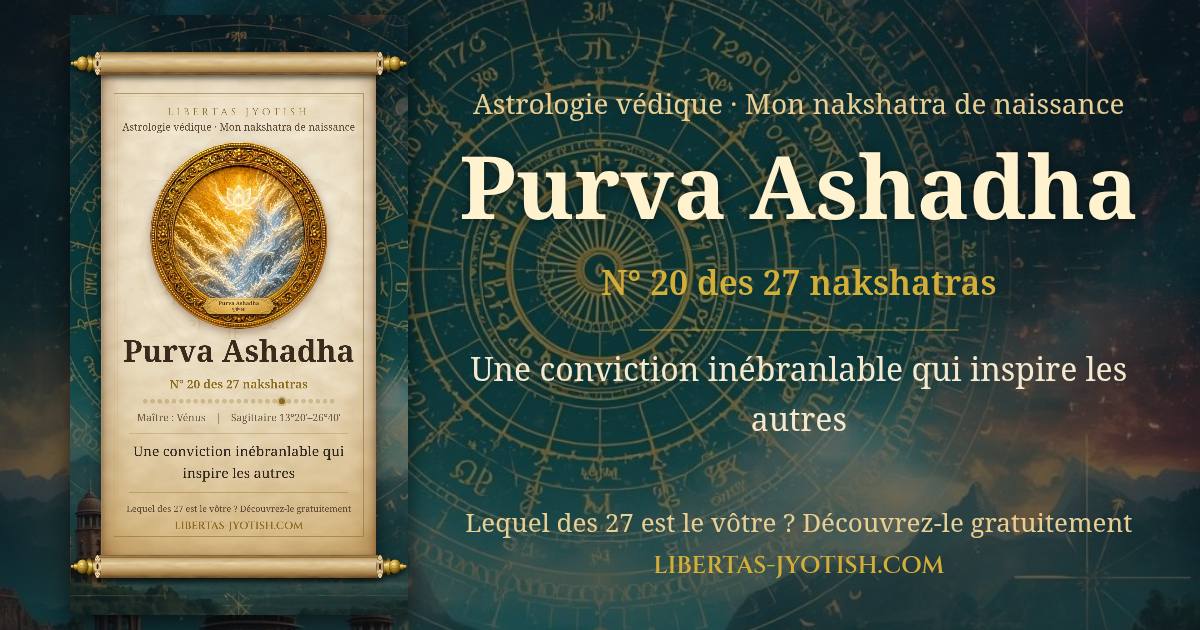 LIBERTAS JYOTISH
Astrologie védique · Mon nakshatra de naissance
Purva Ashadha
Purva Ashadha
N° 20 des 27 nakshatras
Maître : Vénus | Sagittaire 13°20'–26°40'
Une conviction inébranlable qui
inspire les autres
Lequel des 27 est le vôtre ? Découvrez-le gratuitement
LIBERTAS-JYOTISH.COM
Astrologie védique · Mon nakshatra de naissance
Purva Ashadha
N° 20 des 27 nakshatras
Une conviction inébranlable qui inspire les
autres
Lequel des 27 est le vôtre ? Découvrez-le gratuitement
LIBERTAS-JYOTISH.COM